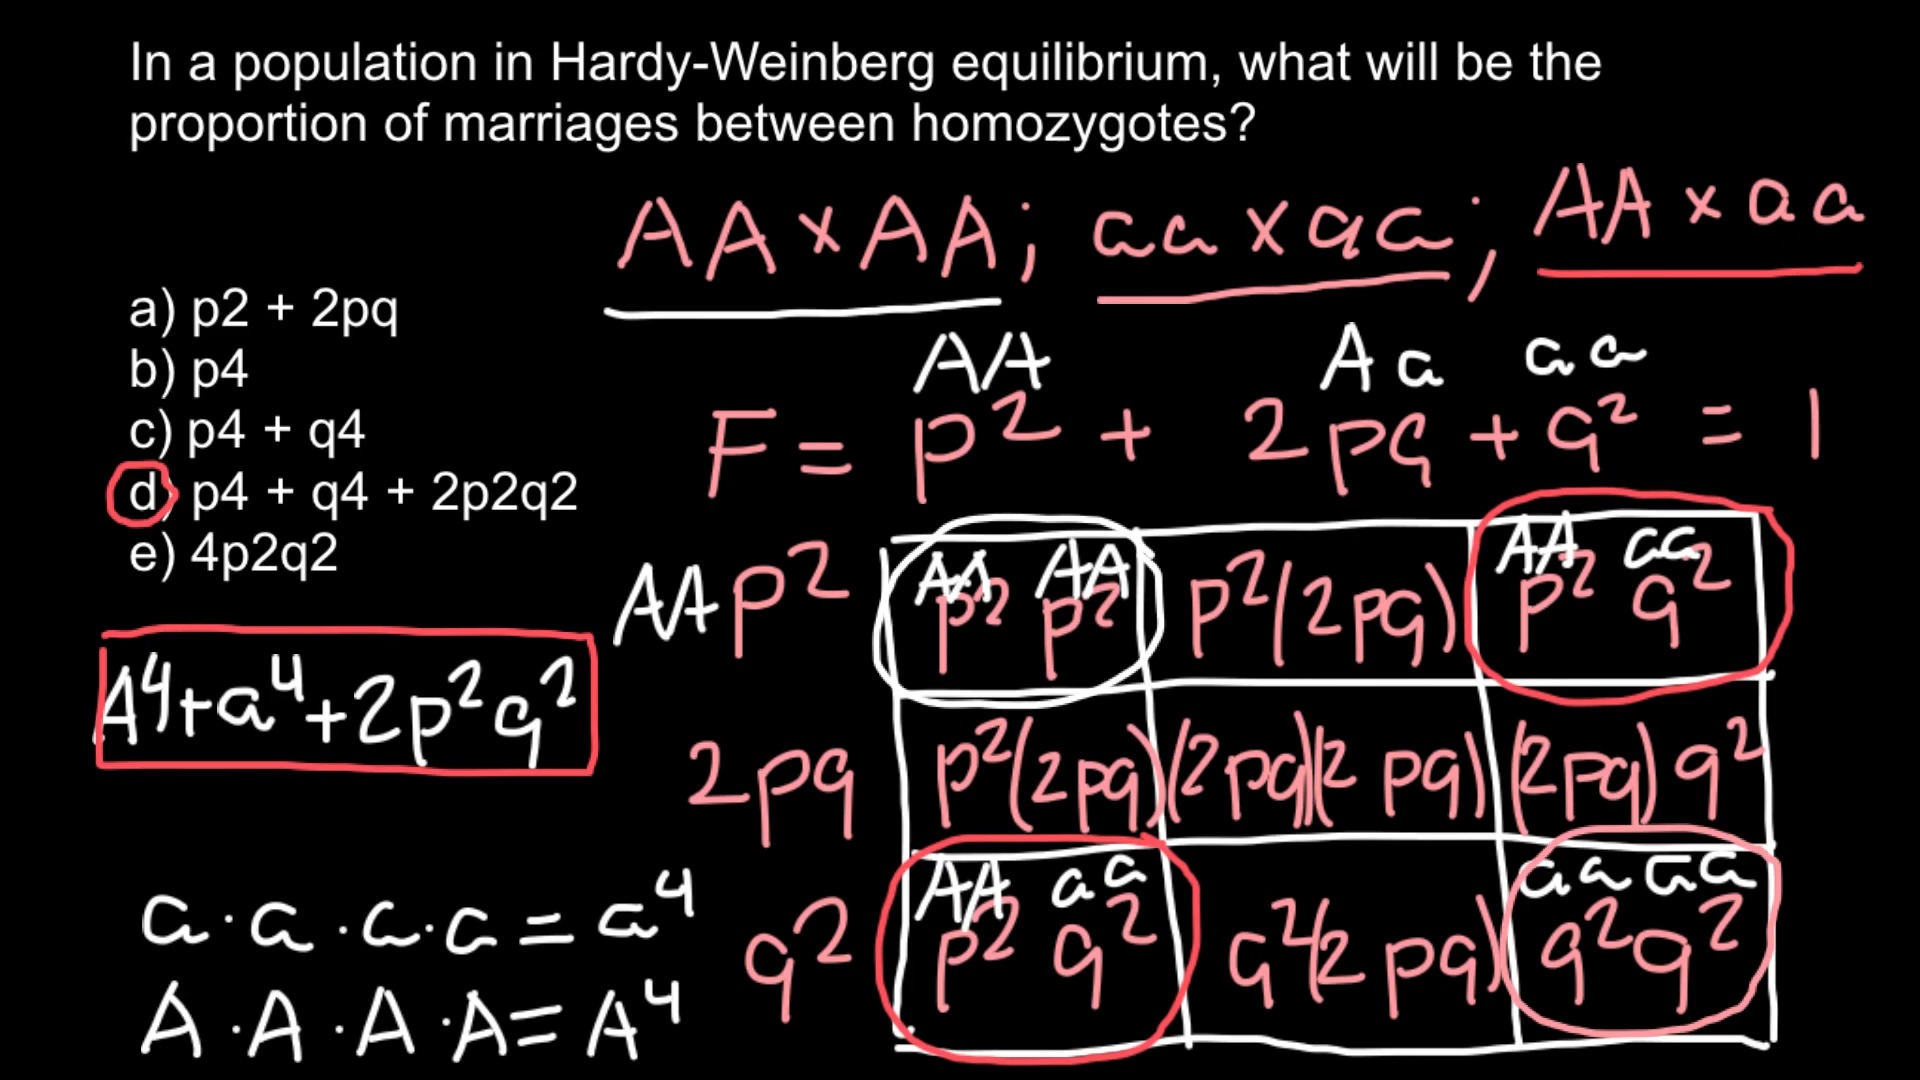 In a population in Hardy-Weinberg equilibrium, what will be the
proportion of marriages between homozygotes?
AA x AA; aa x aa; AA x aa
a) p2 + 2pq
b) p4
c) p4 + q4
d) p4 + q4 + 2p2q2
e) 4p2q2
AA Aa aa
F = p² + 2pq + q² = 1
AA p²
AA AA
p² p²
p²(2pq)
AA aa
p² q²
2pq
p²(2pq)
(2pq)(2pq)
(2pq)q²
q²
AA aa
p² q²
q²(2pq)
aa aa
q² q²
A⁴+a⁴+2p²q²
a·a·a·a=a⁴
A·A·A·A=A⁴